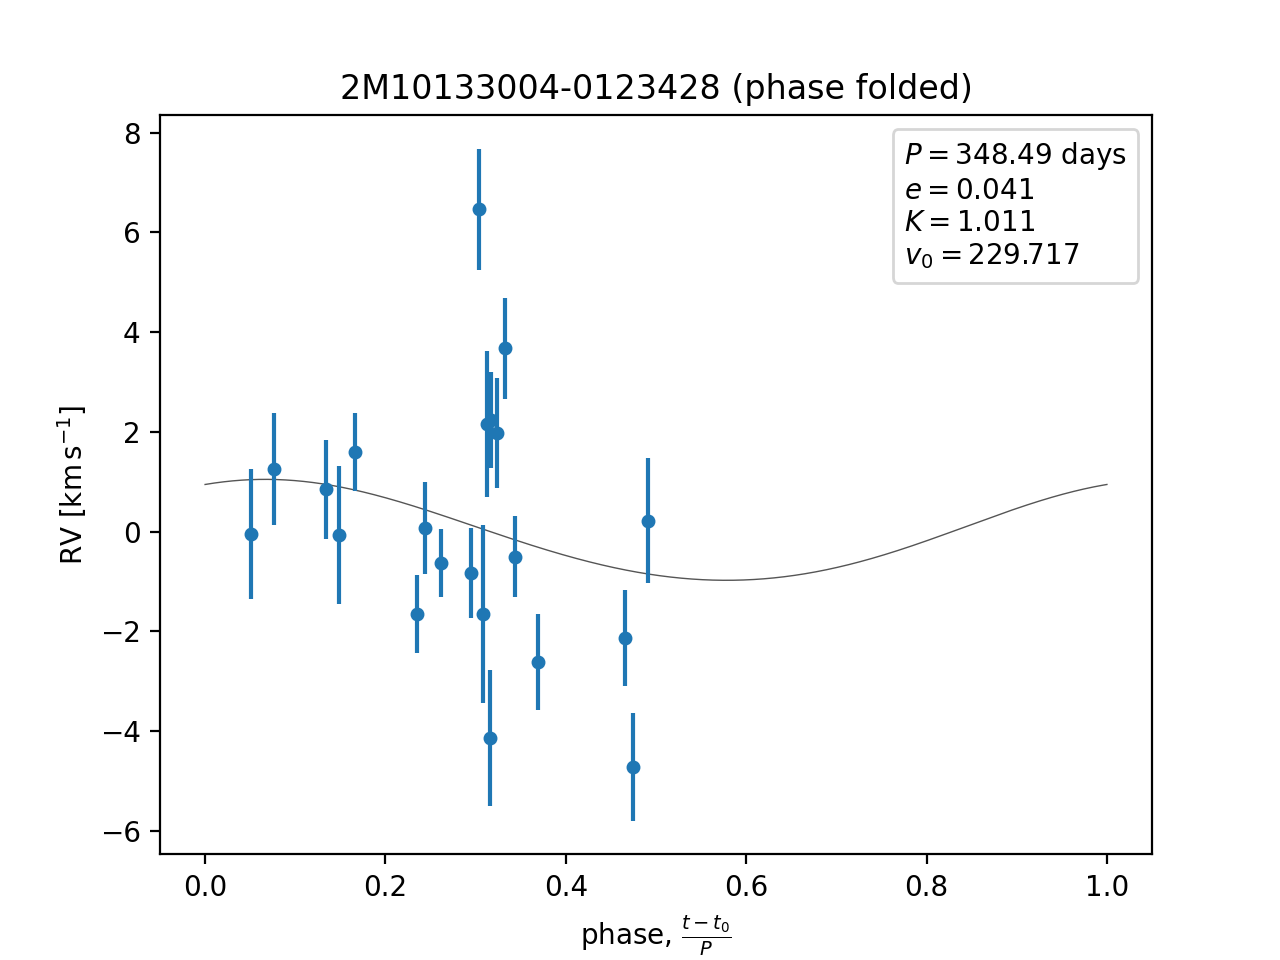 2M10133004-0123428 (phase folded)
P = 348.49 days
e = 0.041
K = 1.011
v₀ = 229.717
8
6
4
2
0
−2
−4
−6
RV [km s⁻¹]
0.0 0.2 0.4 0.6 0.8 1.0
phase, (t − t₀)/P